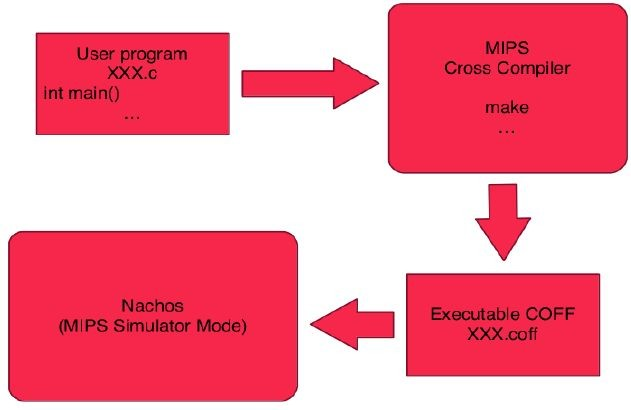 User program
XXX.c
int main()
...
MIPS
Cross Compiler
make
...
Executable COFF
XXX.coff
Nachos
(MIPS Simulator Mode)